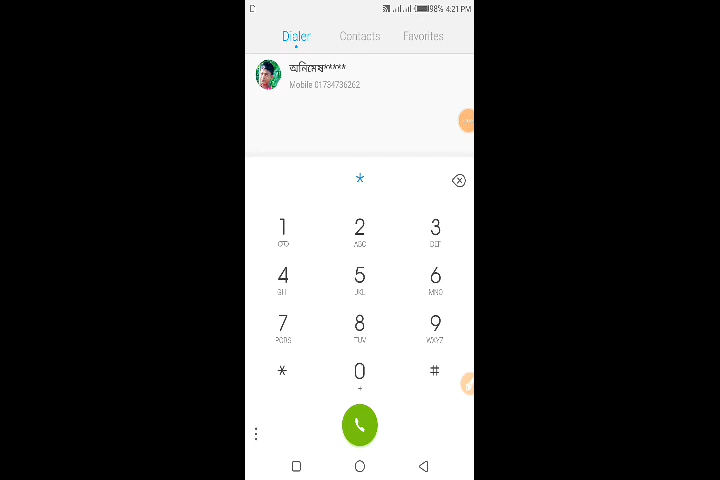 98% 4:21 PM
Dialer Contacts Favorites
অনিমেষ*****
Mobile 01734736262
*
1 2 3
ABC DEF
4 5 6
GHI JKL MNO
7 8 9
PQRS TUV WXYZ
* 0 #
+